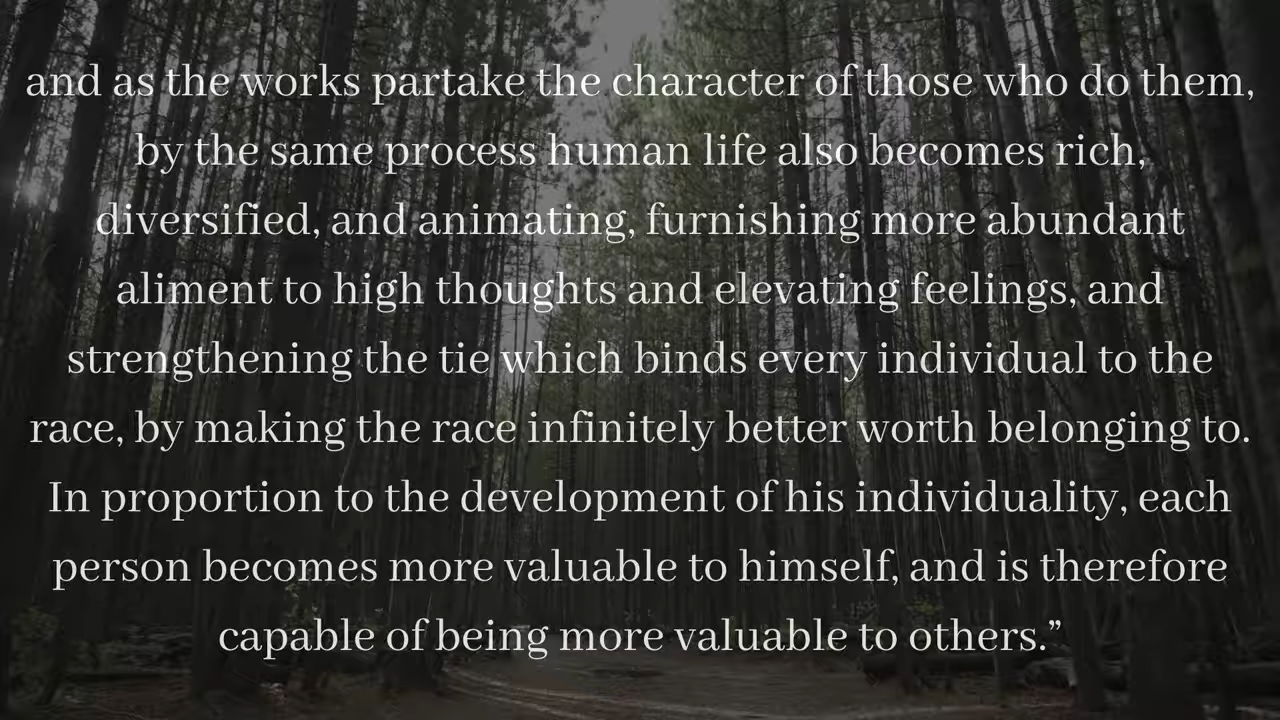 and as the works partake the character of those who do them,
by the same process human life also becomes rich,
diversified, and animating, furnishing more abundant
aliment to high thoughts and elevating feelings, and
strengthening the tie which binds every individual to the
race, by making the race infinitely better worth belonging to.
In proportion to the development of his individuality, each
person becomes more valuable to himself, and is therefore
capable of being more valuable to others.”